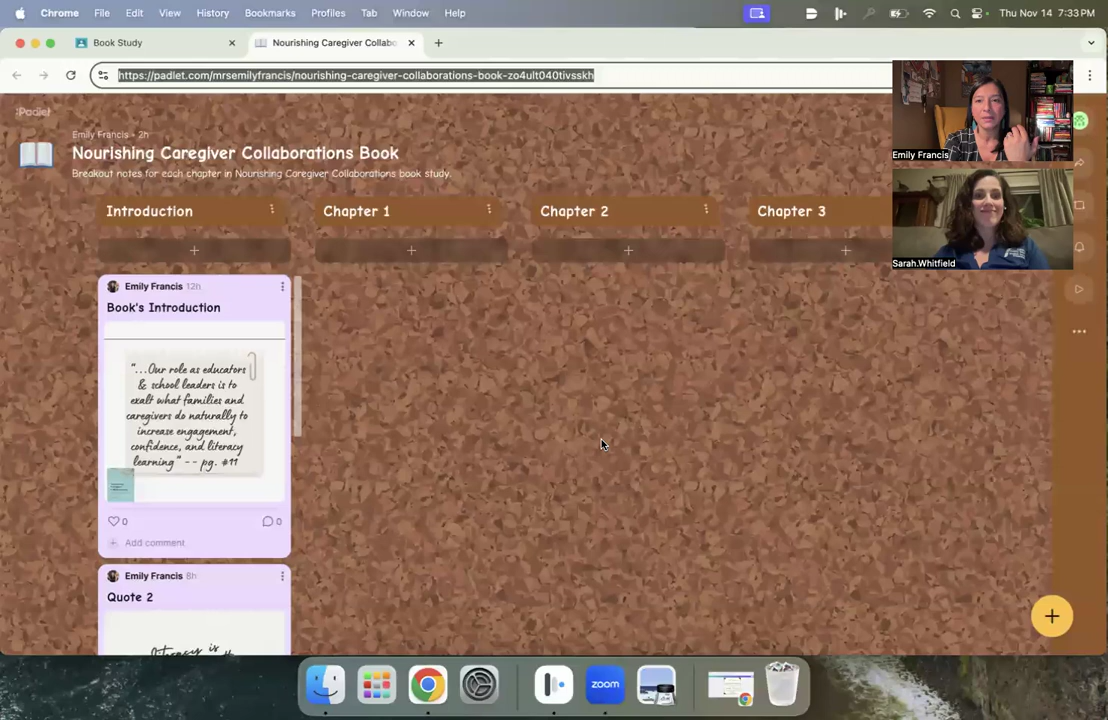 Chrome File Edit View History Bookmarks Profiles Tab Window Help Thu Nov 14 7:33 PM
Book Study
Nourishing Caregiver Collabo
https://padlet.com/mrsemilyfrancis/nourishing-caregiver-collaborations-book-zo4ult040tivsskh
:Padlet
Emily Francis • 2h
Nourishing Caregiver Collaborations Book
Breakout notes for each chapter in Nourishing Caregiver Collaborations book study.
Emily Francis
Sarah.Whitfield
Introduction Chapter 1 Chapter 2 Chapter 3
Emily Francis 12h
Book's Introduction
"...Our role as educators
& school leaders is to
exalt what families and
caregivers do naturally to
increase engagement,
confidence, and literacy
learning" -- pg. #11
0 0
Add comment
Emily Francis 8h
Quote 2
Literacy is
zoom